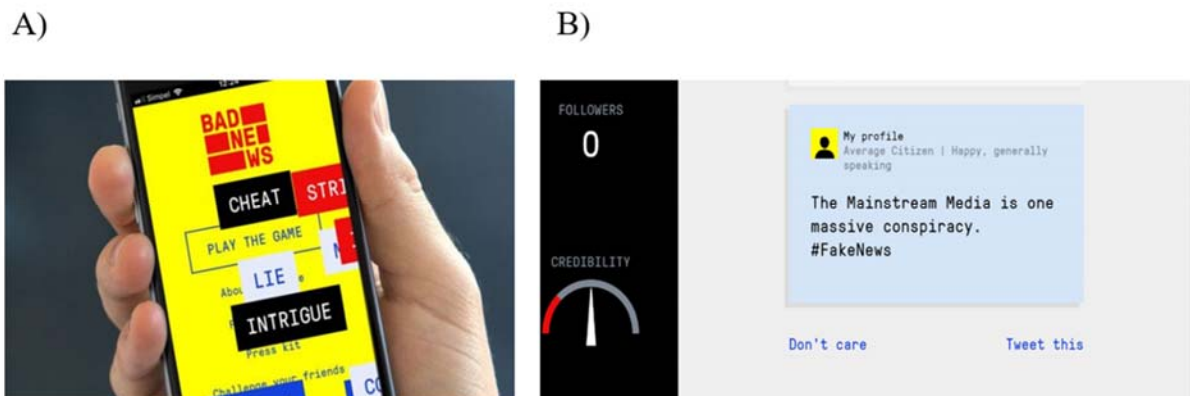 A)
B)
Simpel
BAD
NE
WS
CHEAT
PLAY THE GAME
LIE
INTRIGUE
Press kit
Challenge your friends
FOLLOWERS
0
CREDIBILITY
My profile
Average Citizen | Happy, generally
speaking
The Mainstream Media is one
massive conspiracy.
#FakeNews
Don't care
Tweet this